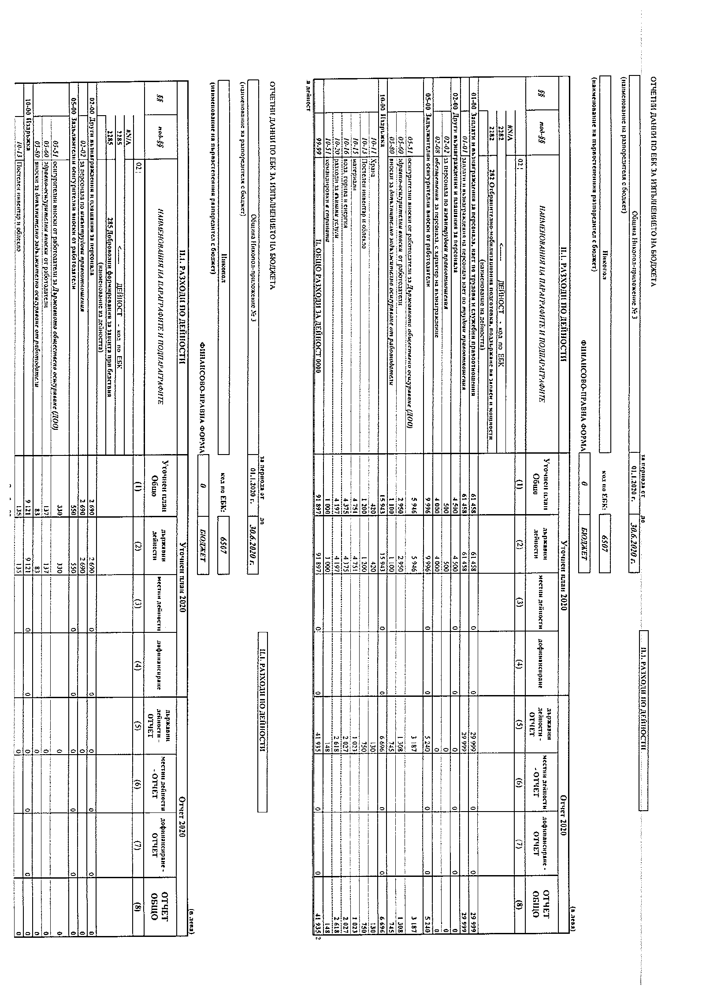 ОТЧЕТНИ ДАННИ ПО ЕБК ЗА ИЗПЪЛНЕНИЕТО НА БЮДЖЕТА
за периода от до
Община Никопол-приложение № 3 01.1.2020 г. 30.6.2020 г. II.1. РАЗХОДИ ПО ДЕЙНОСТИ
(наименование на разпоредителя с бюджет)
Никопол код по ЕБК: 6507
(наименование на първостепенния разпоредител с бюджет)
ФИНАНСОВО-ПРАВНА ФОРМА 0 БЮДЖЕТ
(в лева)
II.1. РАЗХОДИ ПО ДЕЙНОСТИ Уточнен план 2020 Отчет 2020
§§ под-§§ НАИМЕНОВАНИЯ НА ПАРАГРАФИТЕ И ПОДПАРАГРАФИТЕ Уточнен план Общо държавни дейности местни дейности дофинансиране държавни дейности - ОТЧЕТ местни дейности - ОТЧЕТ дофинансиране - ОТЧЕТ ОТЧЕТ ОБЩО
02 (1) (2) (3) (4) (5) (6) (7) (8)
#N/A
2282 <------ ДЕЙНОСТ - код по ЕБК
2282 282 Отбранително-мобилизационна подготовка, поддържане на запаси и мощности
(наименование на дейността)
01-00 Заплати и възнаграждения за персонала, нает по трудови и служебни правоотношения 61 458 61 458 0 0 29 999 0 0 29 999
01-01 заплати и възнаграждения на персонала нает по трудови правоотношения 61 458 61 458 29 999 29 999
02-00 Други възнаграждения и плащания за персонала 4 500 4 500 0 0 0 0 0 0
02-02 за персонала по извънтрудови правоотношения 500 500 0 0
02-08 обезщетения за персонала, с характер на възнаграждение 4 000 4 000 0 0
05-00 Задължителни осигурителни вноски от работодатели 9 996 9 996 0 0 5 240 0 0 5 240
05-51 осигурителни вноски от работодатели за Държавното обществено осигуряване (ДОО) 5 946 5 946 3 187 3 187
05-60 здравно-осигурителни вноски от работодатели 2 950 2 950 1 308 1 308
05-80 вноски за допълнително задължително осигуряване от работодатели 1 100 1 100 745 745
10-00 Издръжка 15 943 15 943 0 0 6 696 0 0 6 696
10-11 Храна 420 420 130 130
10-13 Постелен инвентар и облекло 1 200 1 200 750 750
10-15 материали 4 751 4 751 1 023 1 023
10-16 вода, горива и енергия 4 375 4 375 2 027 2 027
10-20 разходи за външни услуги 4 197 4 197 2 618 2 618
10-51 командировки в страната 1 000 1 000 148 148
99-99 II. ОБЩО РАЗХОДИ ЗА ДЕЙНОСТ 0000 91 897 91 897 0 0 41 935 0 0 41 935 2
а дейност
ОТЧЕТНИ ДАННИ ПО ЕБК ЗА ИЗПЪЛНЕНИЕТО НА БЮДЖЕТА
за периода от до II.1. РАЗХОДИ ПО ДЕЙНОСТИ
Община Никопол-приложение № 3 01.1.2020 г. 30.6.2020 г.
(наименование на разпоредителя с бюджет)
Никопол код по ЕБК: 6507
(наименование на първостепенния разпоредител с бюджет)
ФИНАНСОВО-ПРАВНА ФОРМА 0 БЮДЖЕТ
(в лева)
II.1. РАЗХОДИ ПО ДЕЙНОСТИ Уточнен план 2020 Отчет 2020
§§ под-§§ НАИМЕНОВАНИЯ НА ПАРАГРАФИТЕ И ПОДПАРАГРАФИТЕ Уточнен план Общо държавни дейности местни дейности дофинансиране държавни дейности - ОТЧЕТ местни дейности - ОТЧЕТ дофинансиране - ОТЧЕТ ОТЧЕТ ОБЩО
02 (1) (2) (3) (4) (5) (6) (7) (8)
#N/A
2285 <------ ДЕЙНОСТ - код по ЕБК
2285 285 Доброволни формирования за защита при бедствия
(наименование на дейността)
02-00 Други възнаграждения и плащания за персонала 2 690 2 690 0 0 0 0 0 0
02-02 за персонала по извънтрудови правоотношения 2 690 2 690 0 0
05-00 Задължителни осигурителни вноски от работодатели 550 550 0 0 0 0 0 0
05-51 осигурителни вноски от работодатели за Държавното обществено осигуряване (ДОО) 330 330 0 0
05-60 здравно-осигурителни вноски от работодатели 137 137 0 0
05-80 вноски за допълнително задължително осигуряване от работодатели 83 83 0 0
10-00 Издръжка 9 121 9 121 0 0 0 0 0 0
10-13 Постелен инвентар и облекло 135 135 0 0